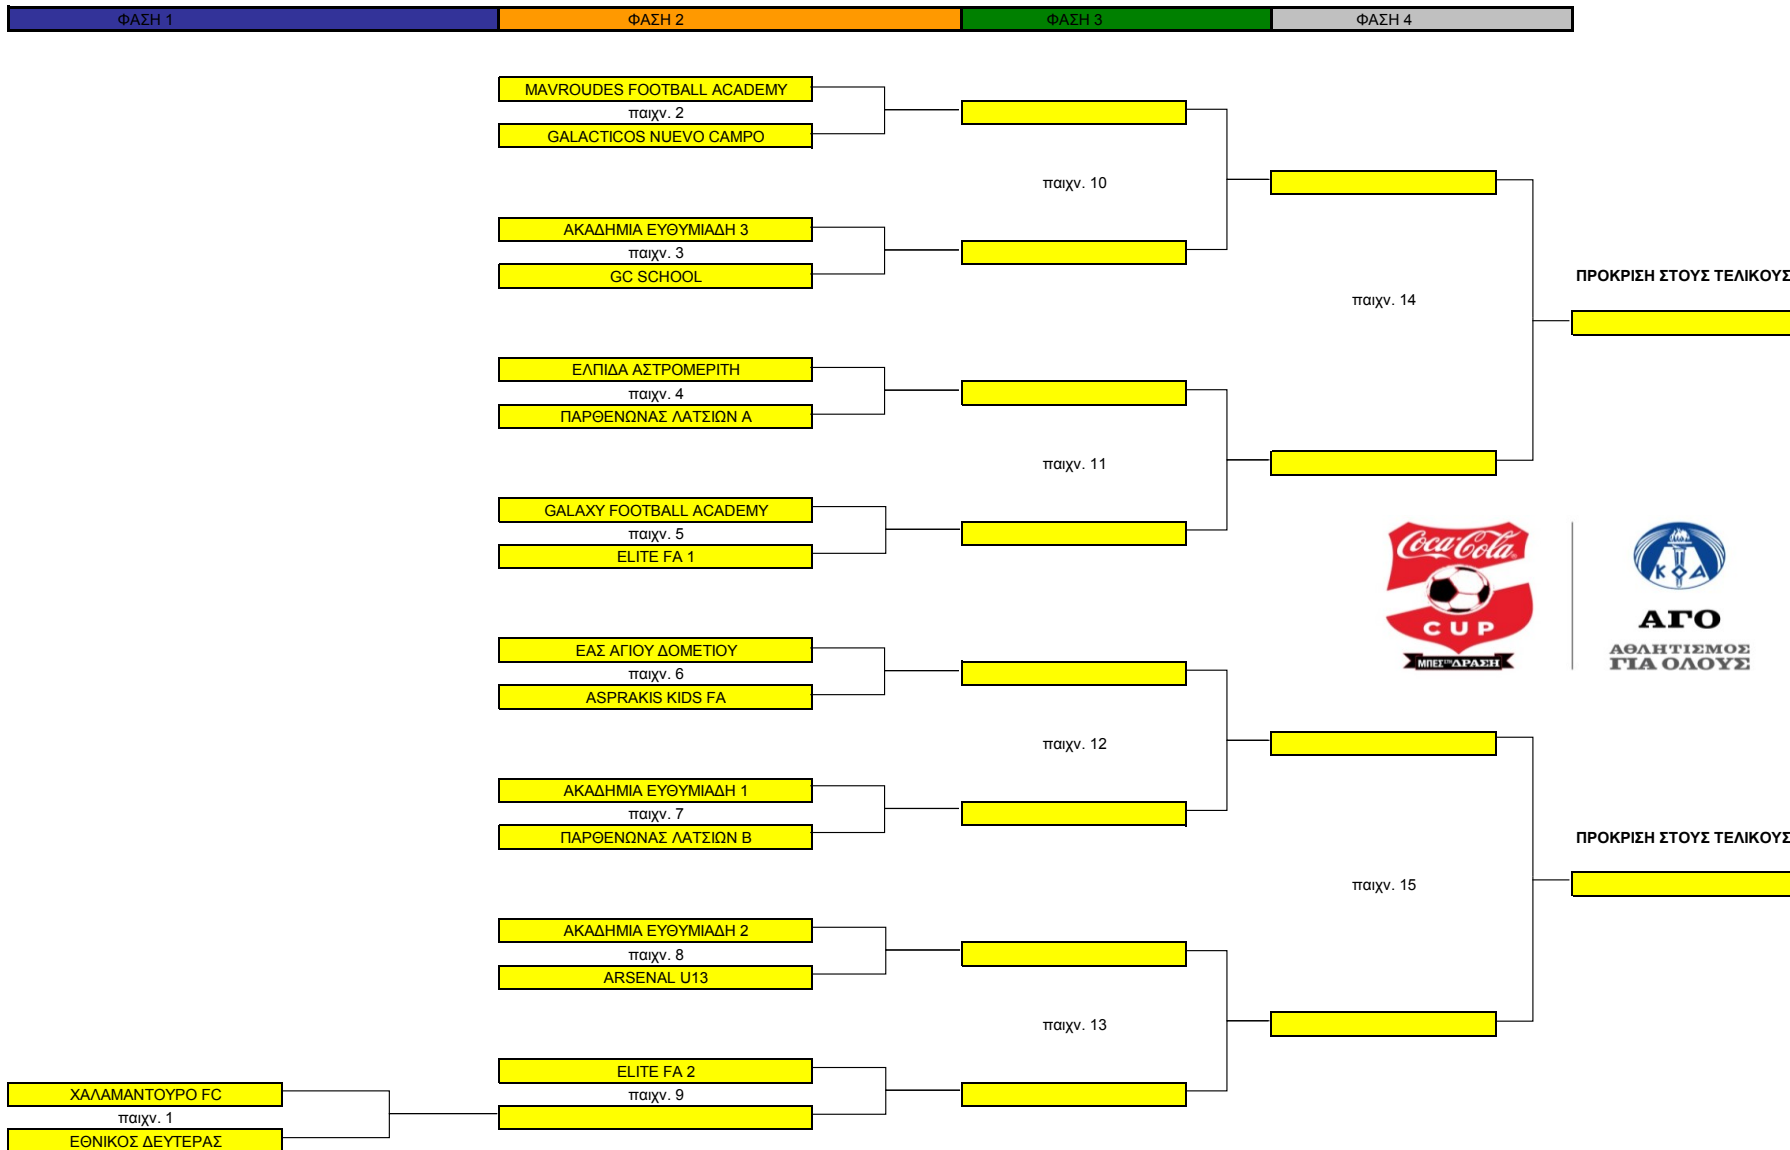 ΦΑΣΗ 1
ΦΑΣΗ 2
ΦΑΣΗ 3
ΦΑΣΗ 4
MAVROUDES FOOTBALL ACADEMY
παιχν. 2
GALACTICOS NUEVO CAMPO
παιχν. 10
ΑΚΑΔΗΜΙΑ ΕΥΘΥΜΙΑΔΗ 3
παιχν. 3
GC SCHOOL
ΠΡΟΚΡΙΣΗ ΣΤΟΥΣ ΤΕΛΙΚΟΥΣ
παιχν. 14
ΕΛΠΙΔΑ ΑΣΤΡΟΜΕΡΙΤΗ
παιχν. 4
ΠΑΡΘΕΝΩΝΑΣ ΛΑΤΣΙΩΝ Α
παιχν. 11
GALAXY FOOTBALL ACADEMY
παιχν. 5
ELITE FA 1
Coca-Cola
CUP
ΜΠΕΣ ΣΤΗ ΔΡΑΣΗ
ΚΟΑ
ΑΓΟ
ΑΘΛΗΤΙΣΜΟΣ
ΓΙΑ ΟΛΟΥΣ
ΕΑΣ ΑΓΙΟΥ ΔΟΜΕΤΙΟΥ
παιχν. 6
ASPRAKIS KIDS FA
παιχν. 12
ΑΚΑΔΗΜΙΑ ΕΥΘΥΜΙΑΔΗ 1
παιχν. 7
ΠΑΡΘΕΝΩΝΑΣ ΛΑΤΣΙΩΝ Β
ΠΡΟΚΡΙΣΗ ΣΤΟΥΣ ΤΕΛΙΚΟΥΣ
παιχν. 15
ΑΚΑΔΗΜΙΑ ΕΥΘΥΜΙΑΔΗ 2
παιχν. 8
ARSENAL U13
παιχν. 13
ELITE FA 2
παιχν. 9
ΧΑΛΑΜΑΝΤΟΥΡΟ FC
παιχν. 1
ΕΘΝΙΚΟΣ ΔΕΥΤΕΡΑΣ